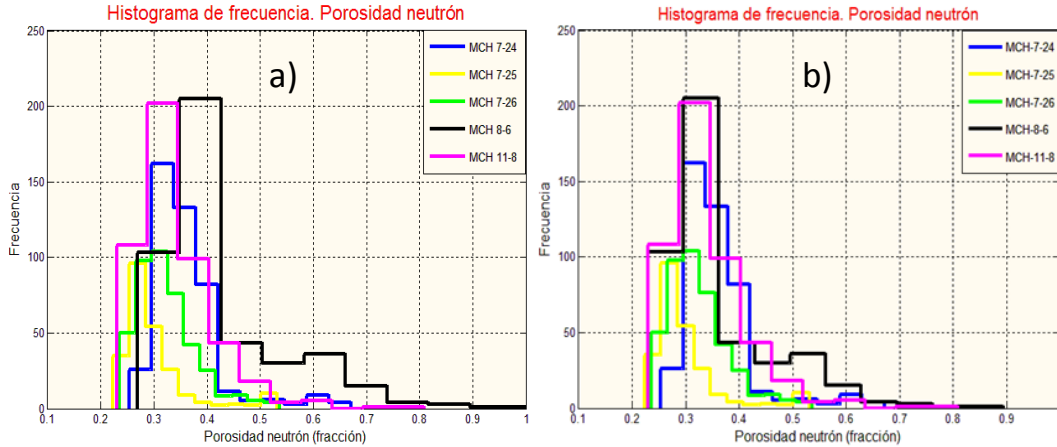 Histograma de frecuencia. Porosidad neutrón
250
200
150
100
50
0
Frecuencia
a)
MCH 7-24
MCH 7-25
MCH 7-26
MCH 8-6
MCH 11-8
0.1 0.2 0.3 0.4 0.5 0.6 0.7 0.8 0.9 1
Porosidad neutrón (fracción)
Histograma de frecuencia. Porosidad neutrón
250
200
150
100
50
0
Frecuencia
b)
MCH-7-24
MCH-7-25
MCH-7-26
MCH-8-6
MCH-11-8
0.1 0.2 0.3 0.4 0.5 0.6 0.7 0.8 0.9
Porosidad neutrón (fracción)